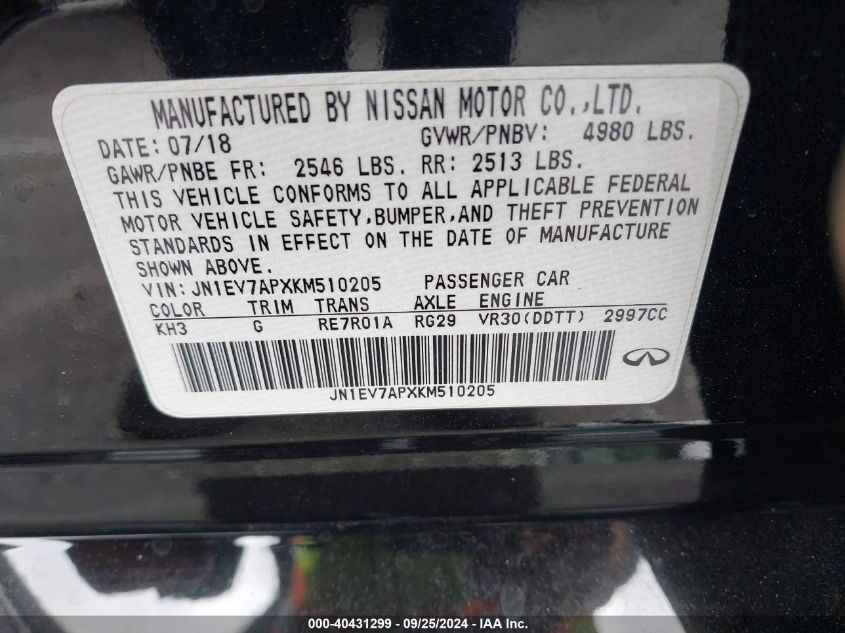 MANUFACTURED BY NISSAN MOTOR CO.,LTD.
DATE: 07/18 GVWR/PNBV: 4980 LBS.
GAWR/PNBE FR: 2546 LBS. RR: 2513 LBS.
THIS VEHICLE CONFORMS TO ALL APPLICABLE FEDERAL
MOTOR VEHICLE SAFETY,BUMPER,AND THEFT PREVENTION
STANDARDS IN EFFECT ON THE DATE OF MANUFACTURE
SHOWN ABOVE.
VIN: JN1EV7APXKM510205 PASSENGER CAR
COLOR TRIM TRANS AXLE ENGINE
KH3 G RE7R01A RG29 VR30(DDTT) 2997CC
JN1EV7APXKM510205
000-40431299 - 09/25/2024 - IAA Inc.